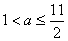 1 < a ≤ 11/2